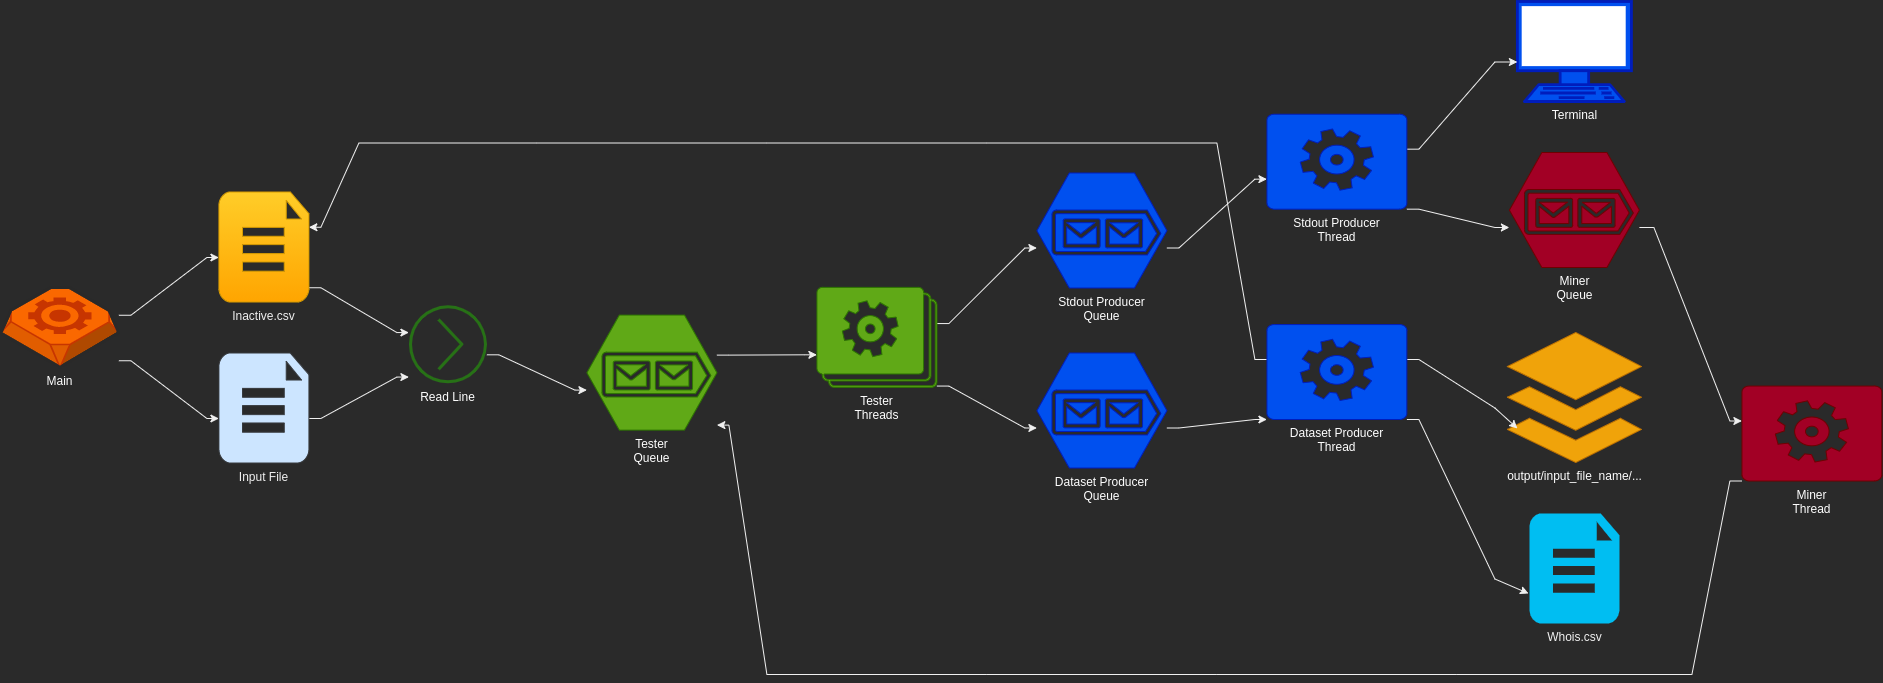 Terminal
Stdout Producer
Thread
Miner
Queue
Inactive.csv
Stdout Producer
Queue
Main
Read Line
Tester
Threads
Input File
Tester
Queue
Dataset Producer
Thread
Dataset Producer
Queue
output/input_file_name/...
Miner
Thread
Whois.csv